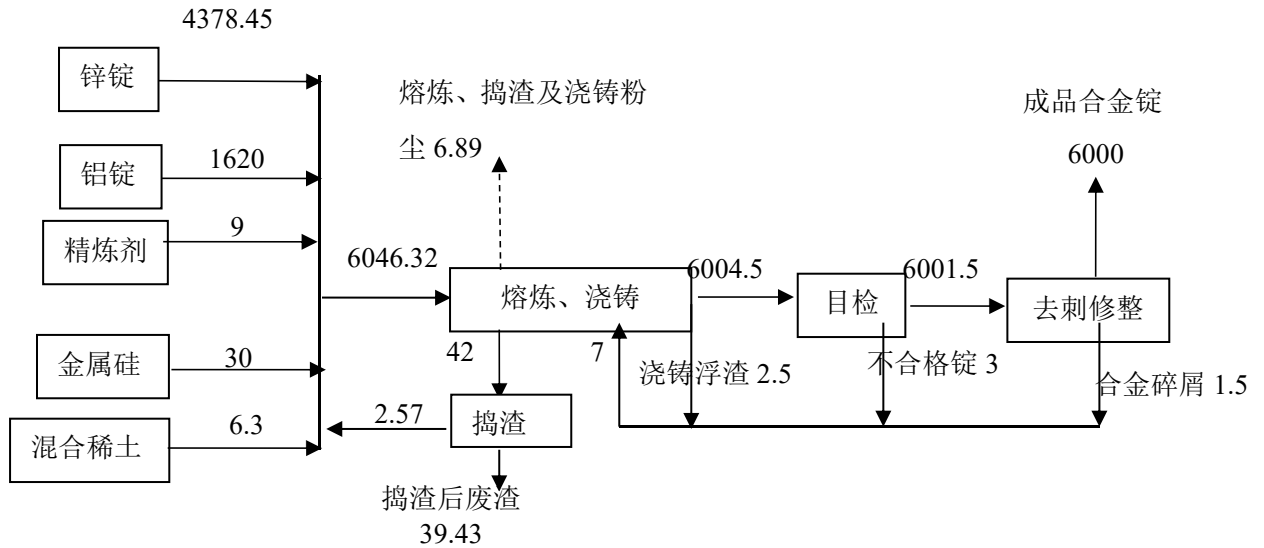 4378.45
锌锭
熔炼、捣渣及浇铸粉
尘 6.89
成品合金锭
6000
铝锭
1620
精炼剂
9
6046.32
熔炼、浇铸
6004.5
目检
6001.5
去刺修整
金属硅
30
42
7
浇铸浮渣 2.5
不合格锭 3
合金碎屑 1.5
混合稀土
6.3
2.57
捣渣
捣渣后废渣
39.43